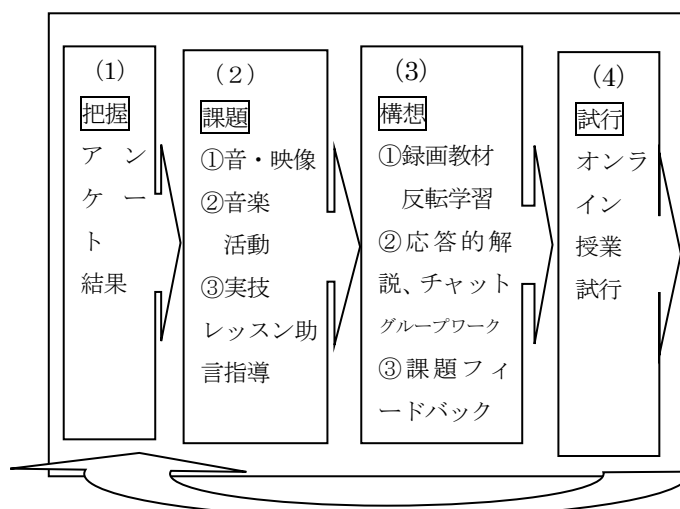 (1)
把握
アン
ケー
ト
結果
(2)
課題
①音・映像
②音楽
活動
③実技
レッスン助
言指導
(3)
構想
①録画教材
反転学習
②応答的解
説、チャット
グループワーク
③課題フィ
ードバック
(4)
試行
オンラ
イン
授業
試行